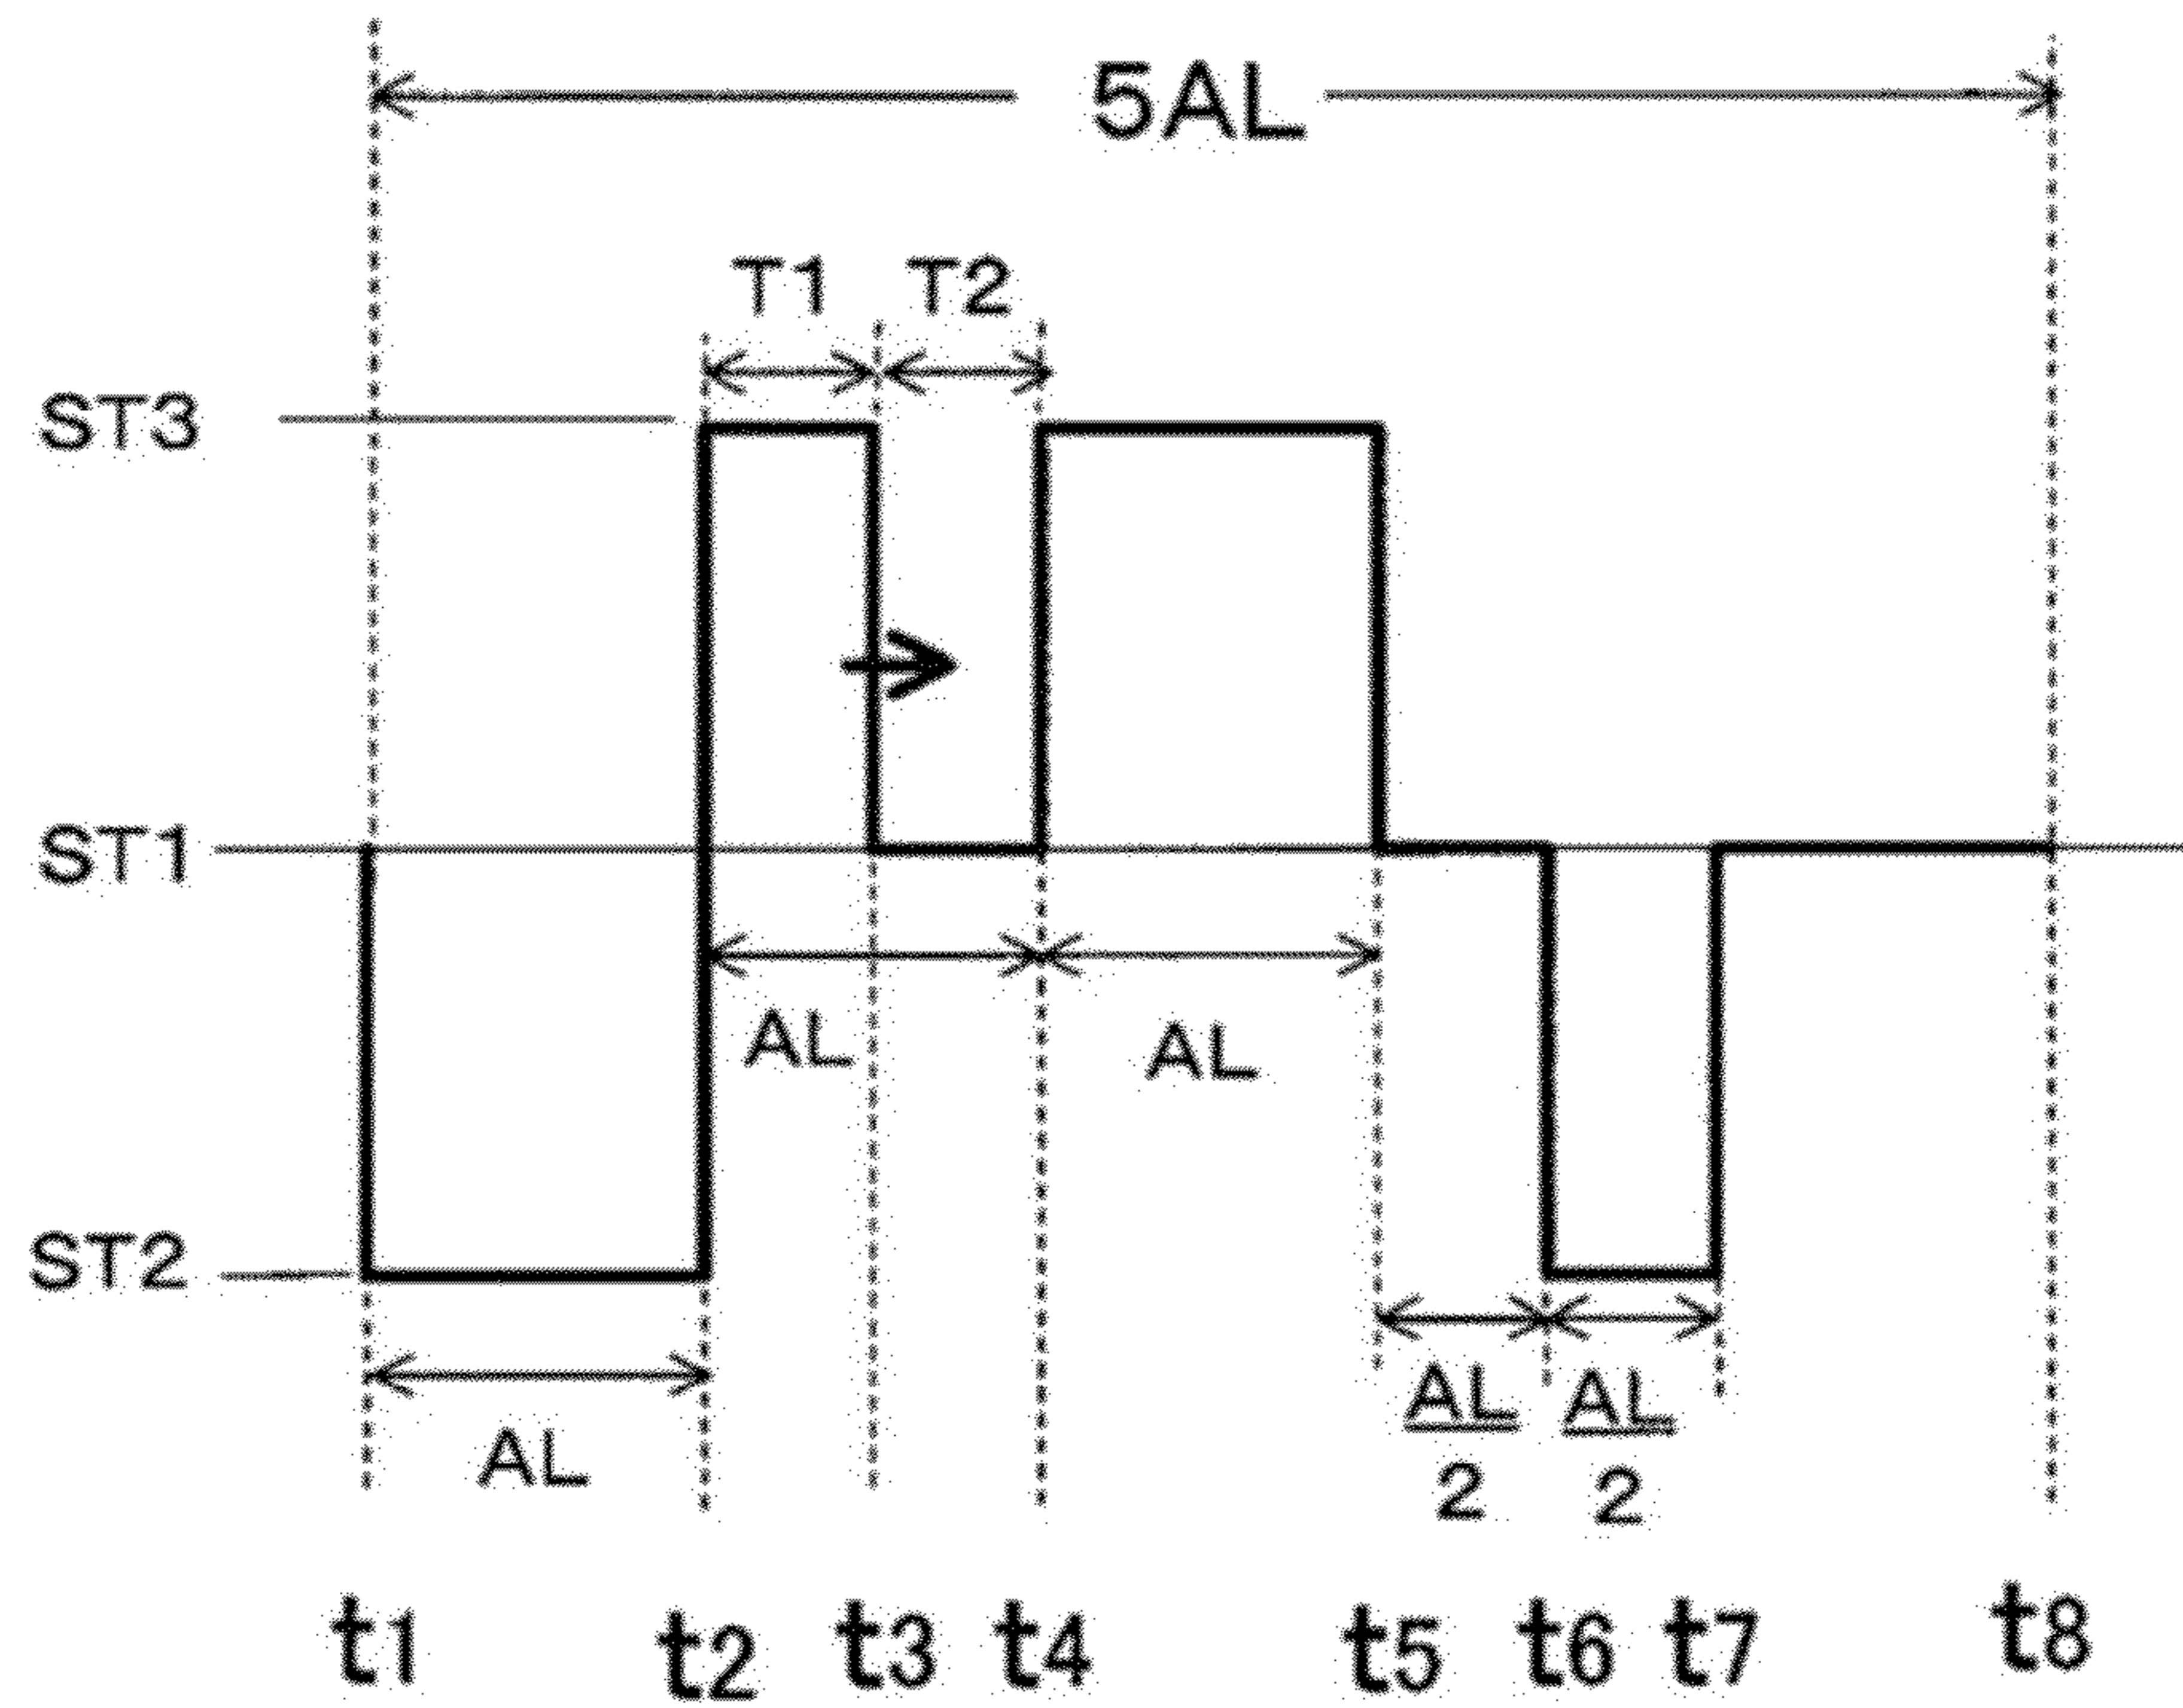 5AL
T1 T2
ST3
ST1
AL AL
ST2
AL
AL/2 AL/2
t1 t2 t3 t4 t5 t6 t7 t8